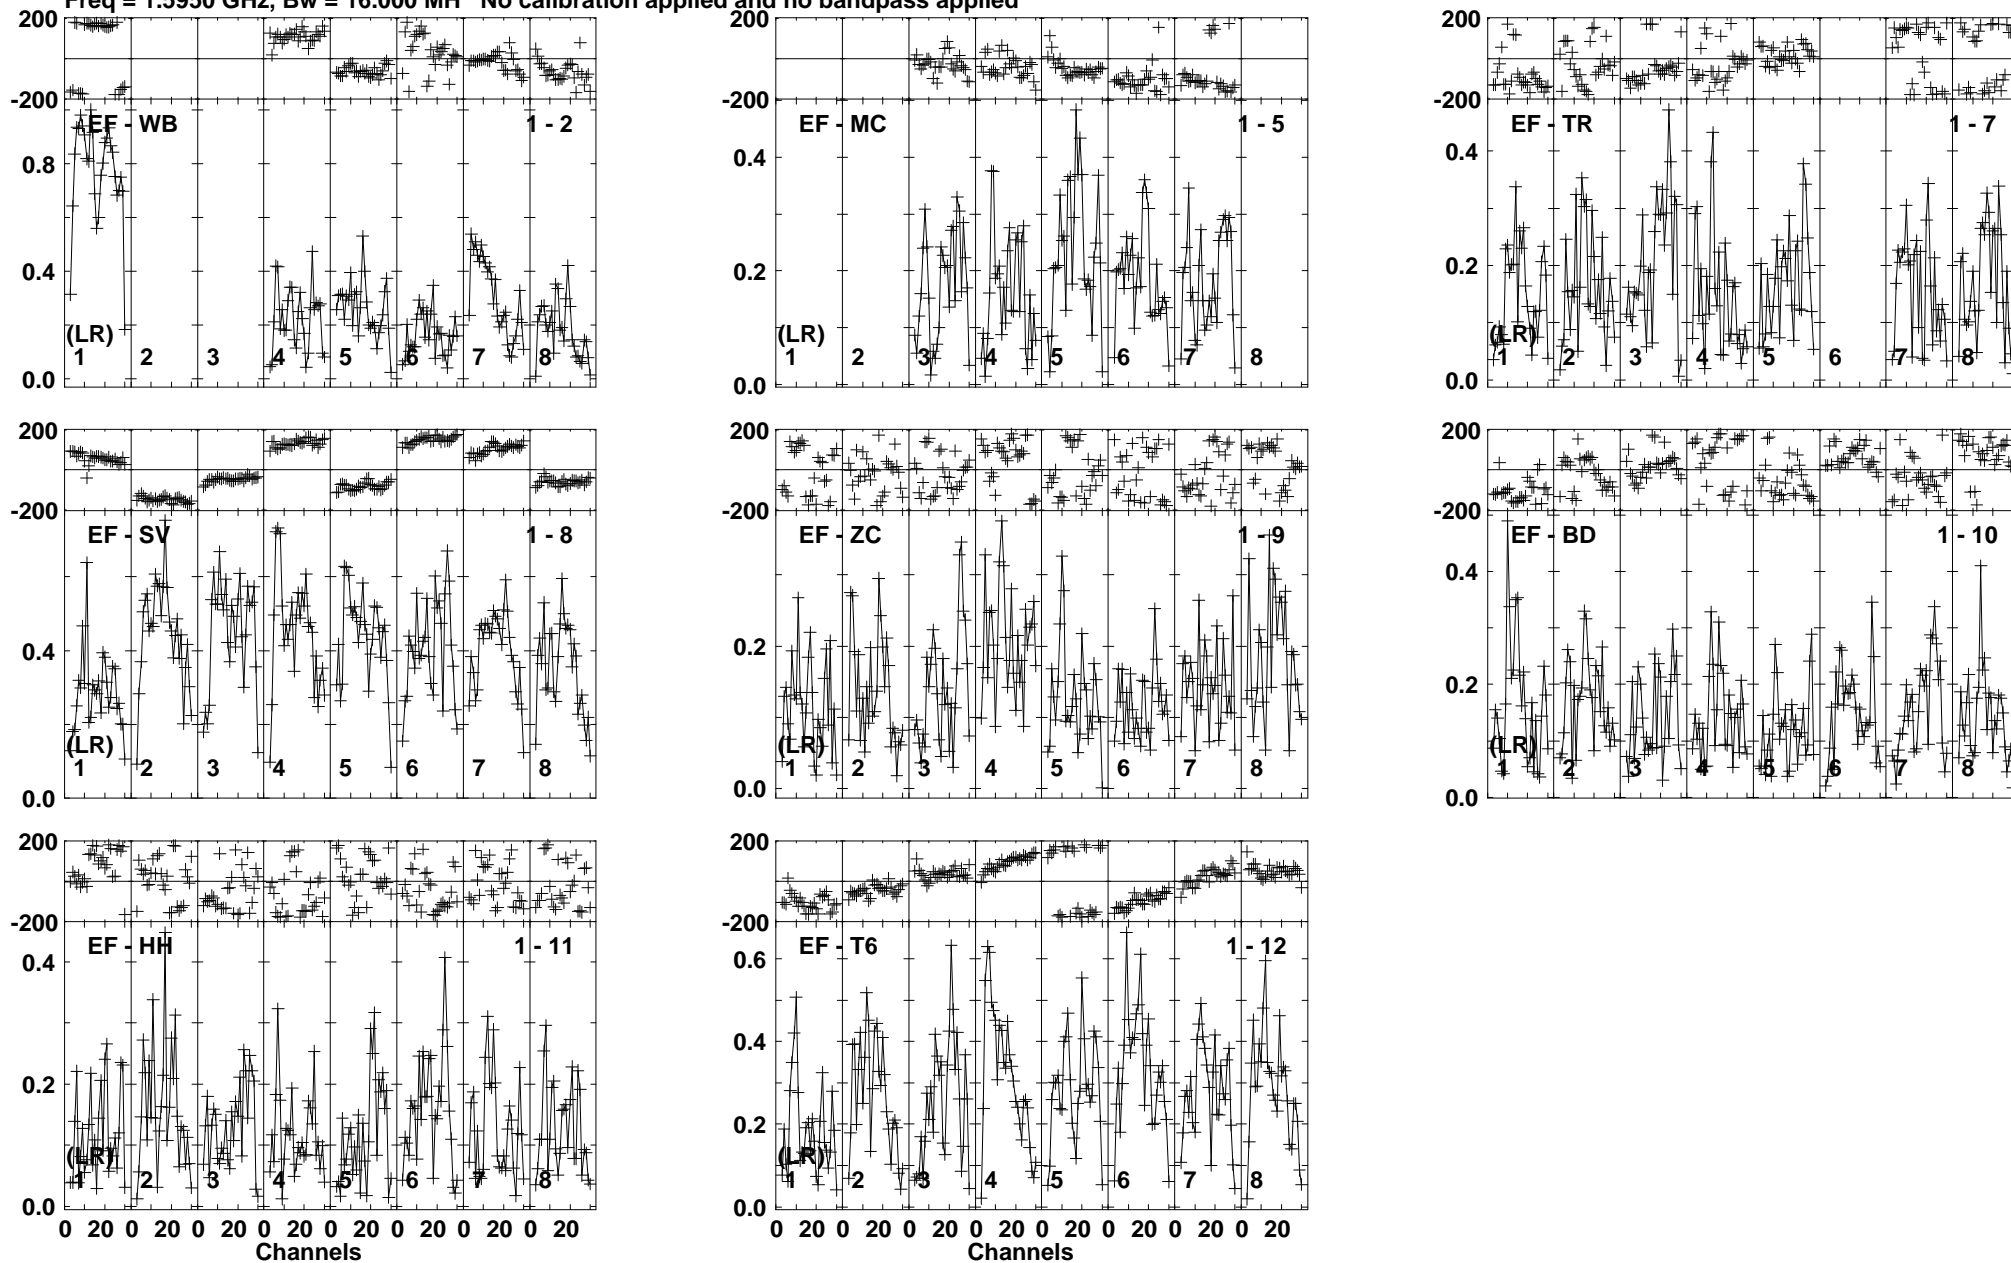 Freq = 1.5950 GHz, Bw = 16.000 MH No calibration applied and no bandpass applied
200 200 200
-200 -200 -200
EF - WB 1 - 2 EF - MC 1 - 5 EF - TR 1 - 7
0.8 0.4 0.4
0.4 0.2 0.2
(LR) (LR) (LR)
1 2 3 4 5 6 7 8 1 2 3 4 5 6 7 8 1 2 3 4 5 6 7 8
0.0 0.0 0.0
200 200 200
-200 -200 -200
EF - SV 1 - 8 EF - ZC 1 - 9 EF - BD 1 - 10
0.4 0.2 0.4
0.2
(LR) (LR) (LR)
1 2 3 4 5 6 7 8 1 2 3 4 5 6 7 8 1 2 3 4 5 6 7 8
0.0 0.0 0.0
200 200
-200 -200
EF - HH 1 - 11 EF - T6 1 - 12
0.4 0.6
0.4
0.2 0.2
(LR) (LR)
1 2 3 4 5 6 7 8 1 2 3 4 5 6 7 8
0.0 0.0
0 20 0 20 0 20 0 20 0 20 0 20 0 20 0 20 0 20 0 20 0 20 0 20 0 20 0 20 0 20 0 20
Channels Channels